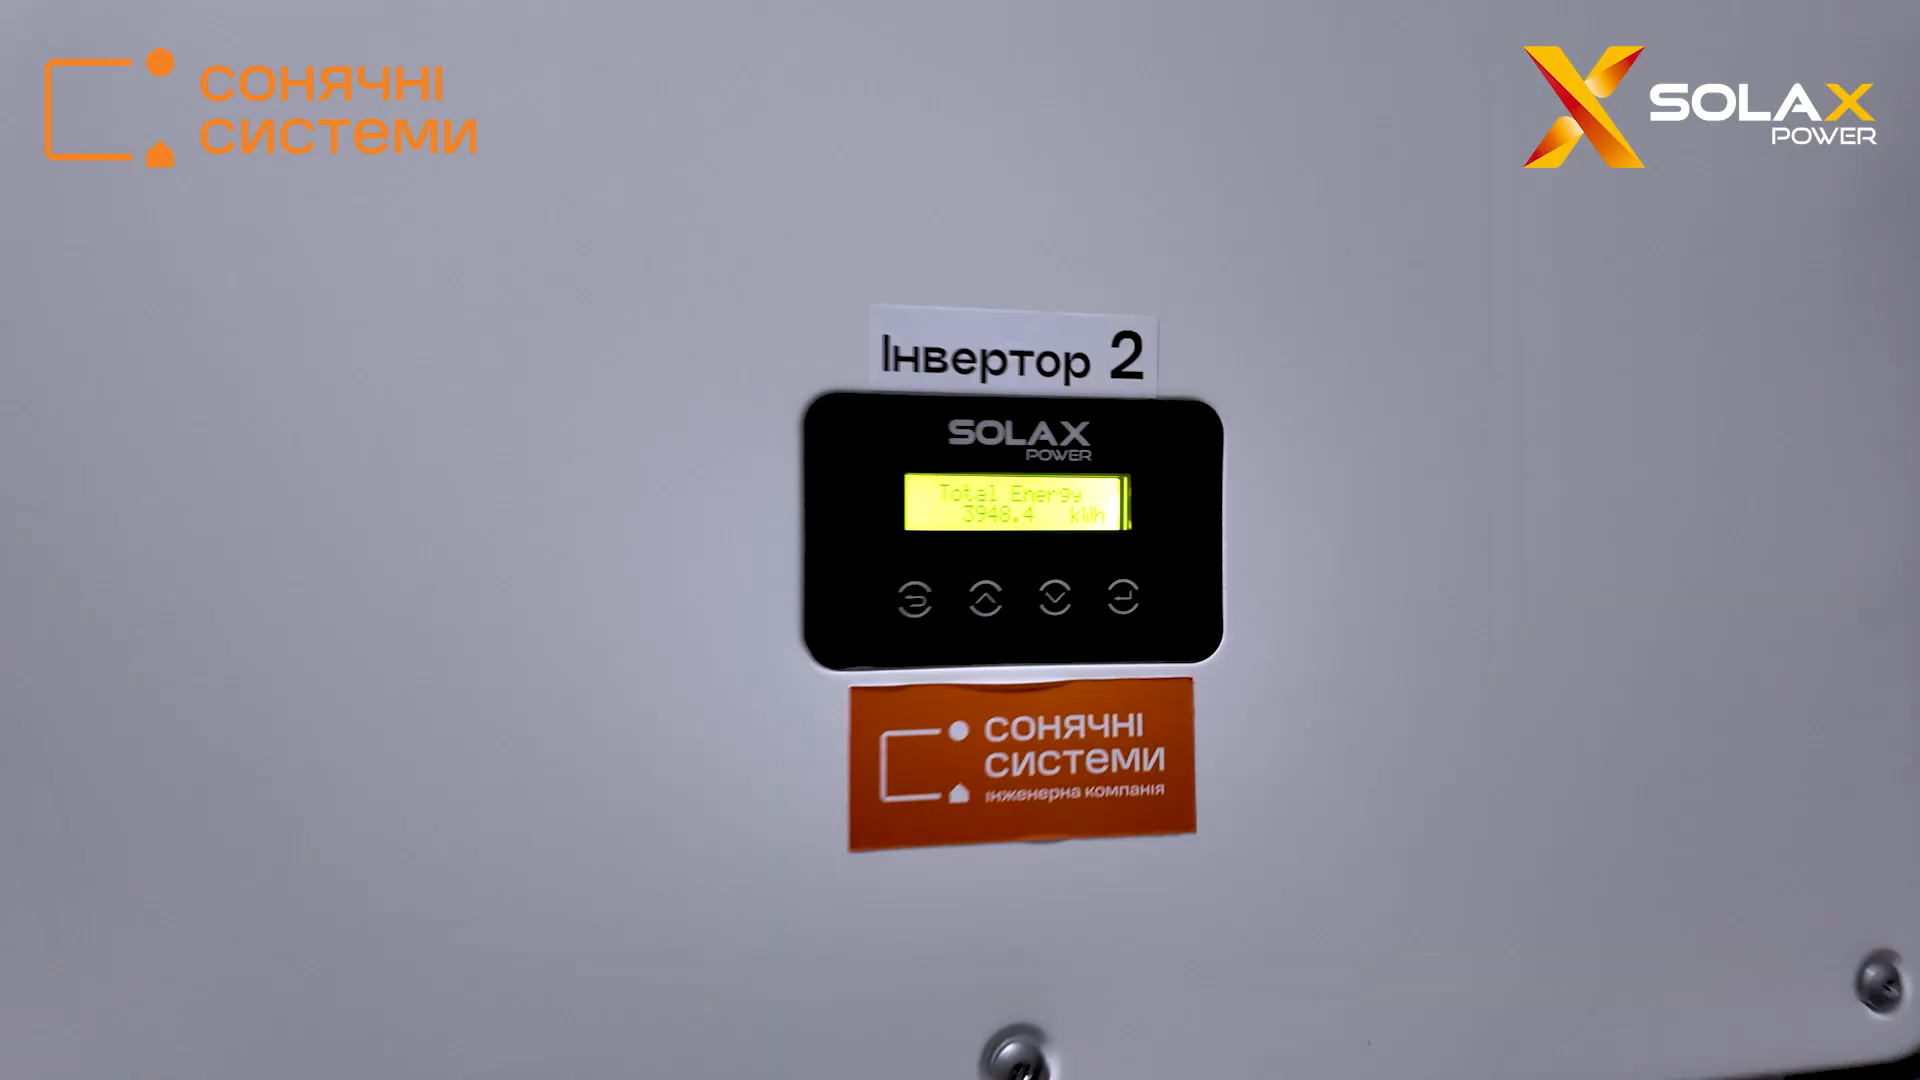 СОНЯЧНІ
СИСТЕМИ
SOLAX
POWER
Інвертор 2
SOLAX
POWER
Total Energy
3948.4 kWh
СОНЯЧНІ
СИСТЕМИ
інженерна компанія